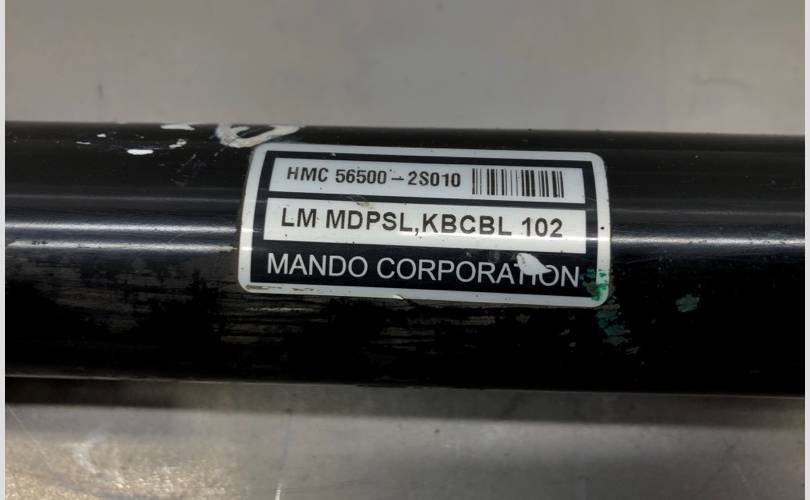 HMC 56500-2S010
LM MDPSL,KBCBL 102
MANDO CORPORATION